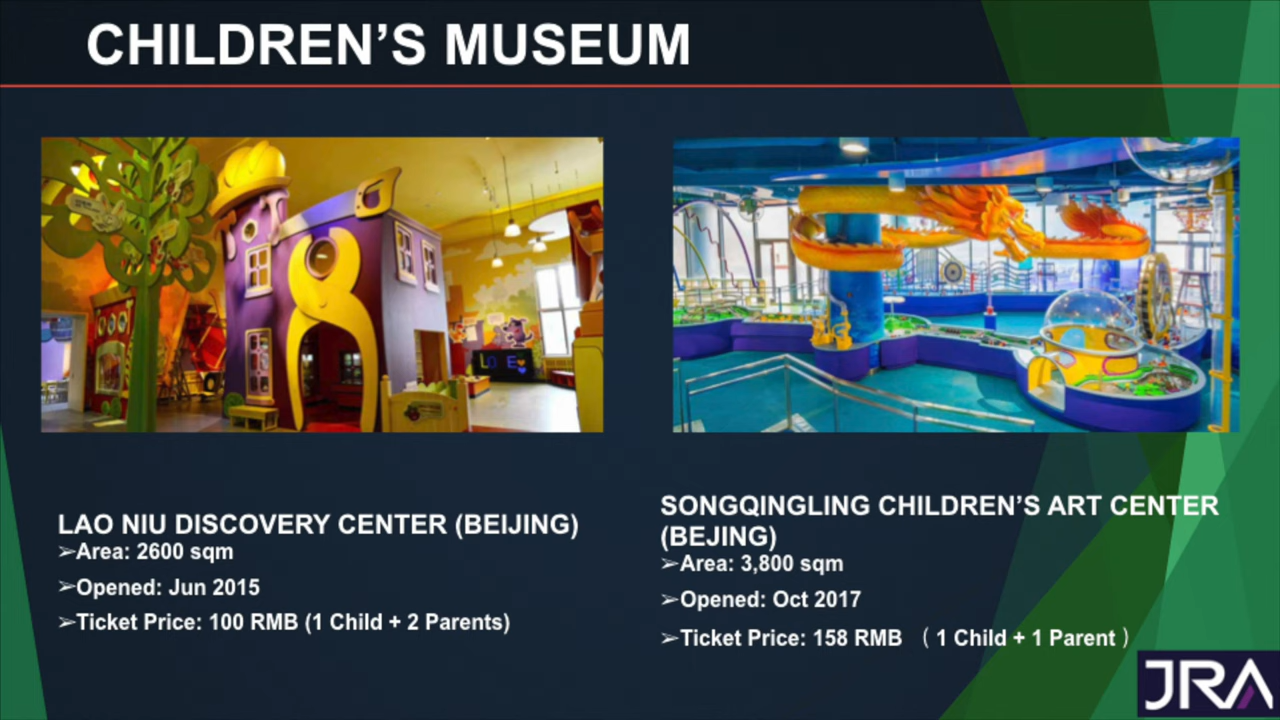 CHILDREN’S MUSEUM
LAO NIU DISCOVERY CENTER (BEIJING)
➢Area: 2600 sqm
➢Opened: Jun 2015
➢Ticket Price: 100 RMB (1 Child + 2 Parents)
SONGQINGLING CHILDREN’S ART CENTER
(BEJING)
➢Area: 3,800 sqm
➢Opened: Oct 2017
➢Ticket Price: 158 RMB （1 Child + 1 Parent）
JRA